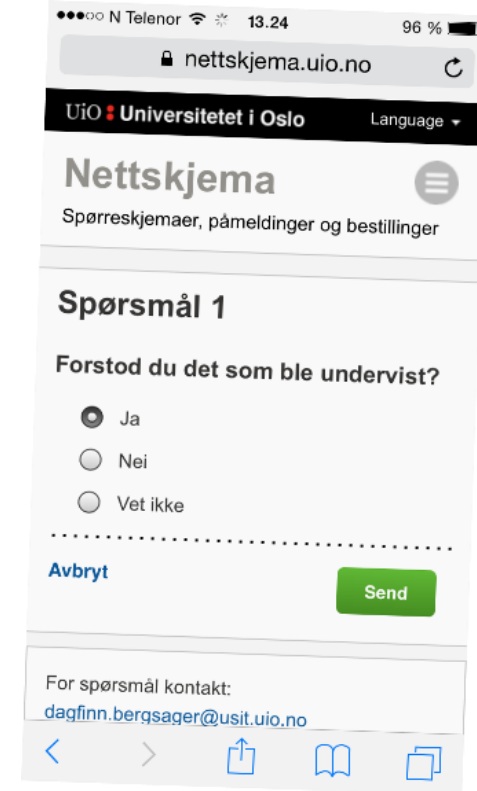 N Telenor 13.24 96 %
nettskjema.uio.no
UiO: Universitetet i Oslo Language
Nettskjema
Spørreskjemaer, påmeldinger og bestillinger
Spørsmål 1
Forstod du det som ble undervist?
Ja
Nei
Vet ikke
Avbryt Send
For spørsmål kontakt:
dagfinn.bergsager@usit.uio.no